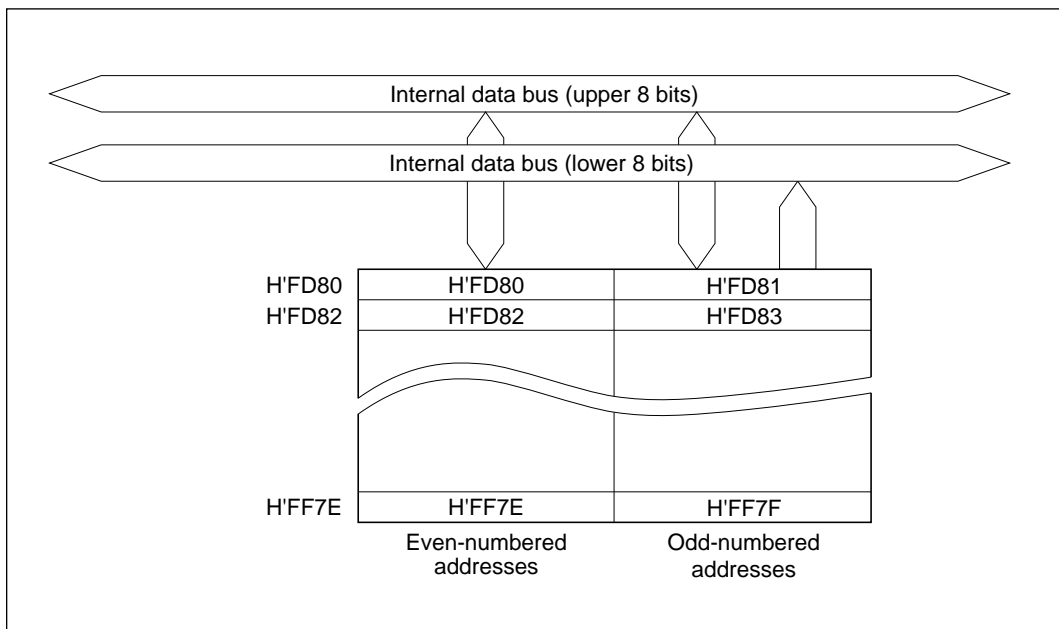 Internal data bus (upper 8 bits)
Internal data bus (lower 8 bits)
H'FD80 H'FD80 H'FD81
H'FD82 H'FD82 H'FD83
H'FF7E H'FF7E H'FF7F
Even-numbered addresses
Odd-numbered addresses